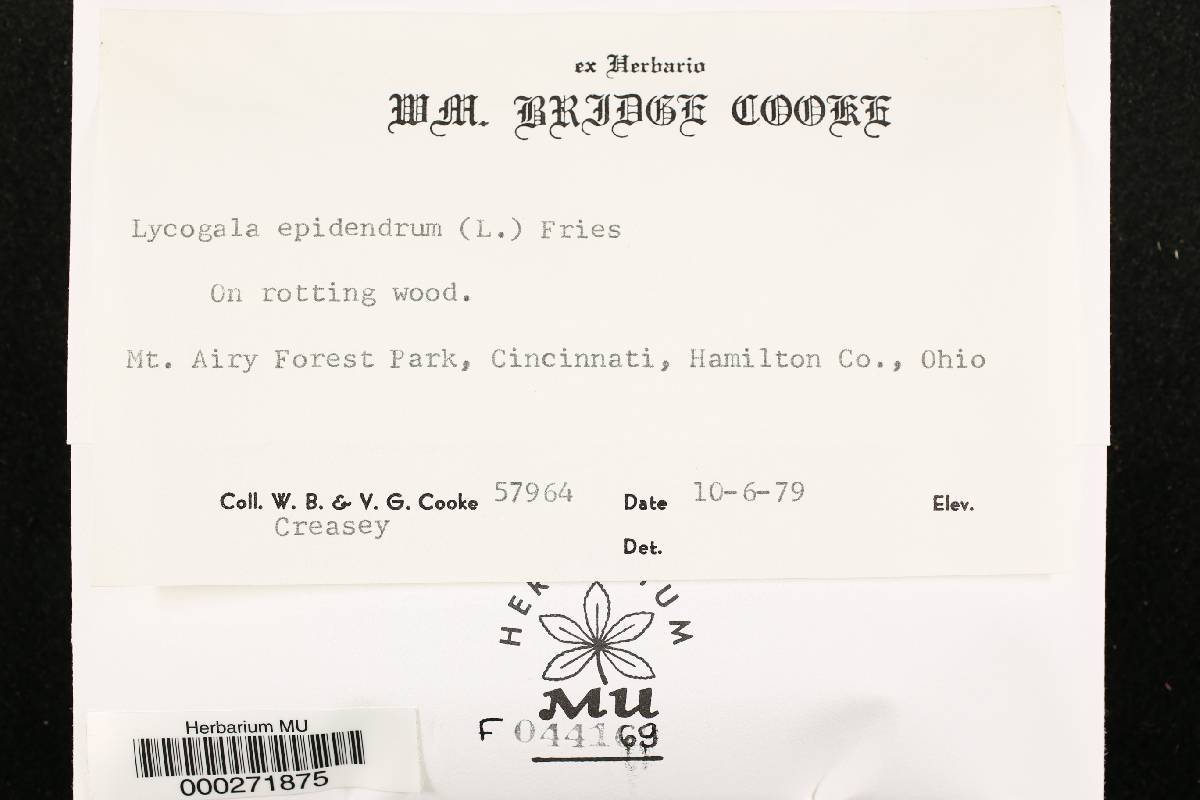 ex Herbario
WM. BRIDGE COOKE
Lycogala epidendrum (L.) Fries
On rotting wood.
Mt. Airy Forest Park, Cincinnati, Hamilton Co., Ohio
Coll. W. B. & V. G. Cooke 57964 Date 10-6-79 Elev.
Creasey
Det.
MU
F 044169
Herbarium MU
000271875